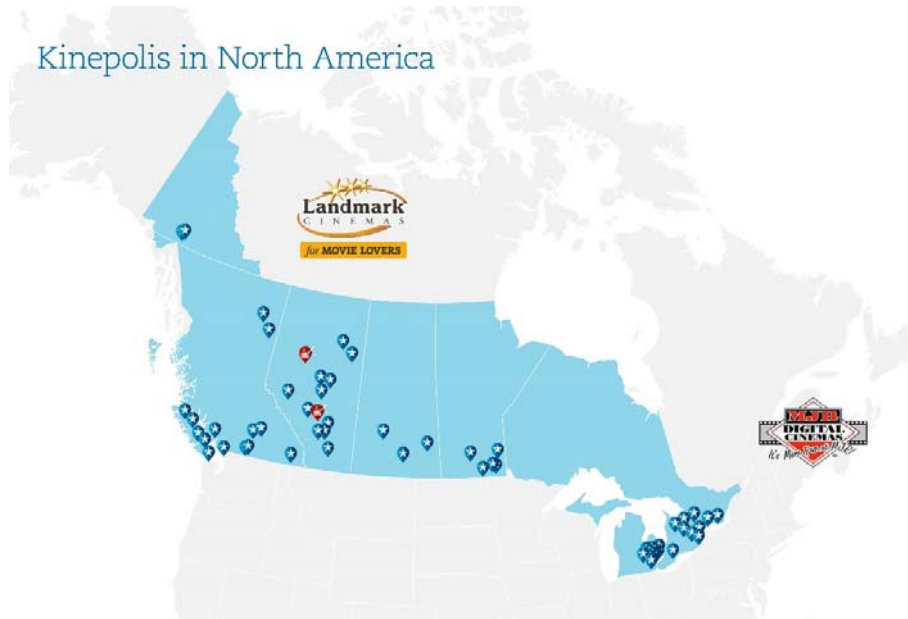 Kinepolis in North America
Landmark
CINEMAS
for MOVIE LOVERS
MJR
DIGITAL
CINEMAS